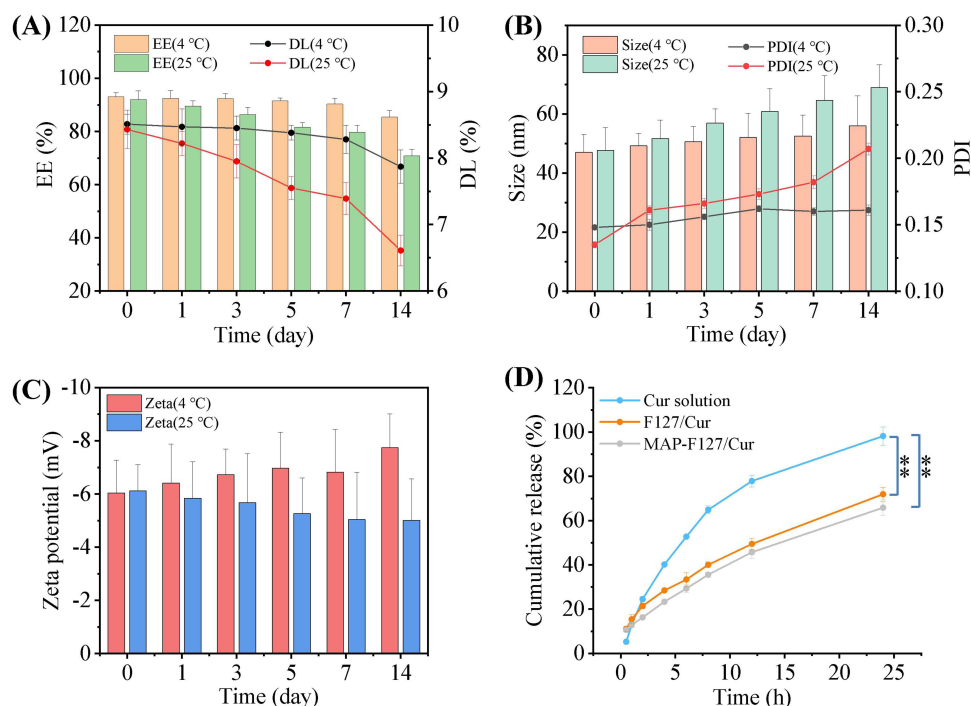 (A)
EE(4 ℃) DL(4 ℃)
EE(25 ℃) DL(25 ℃)
120
100
80
60
40
20
EE (%)
9
8
7
6
DL (%)
0 1 3 5 7 14
Time (day)
(B)
Size(4 ℃) PDI(4 ℃)
Size(25 ℃) PDI(25 ℃)
80
60
40
20
0
Size (nm)
0.30
0.25
0.20
0.15
0.10
PDI
0 1 3 5 7 14
Time (day)
(C)
Zeta(4 ℃)
Zeta(25 ℃)
-10
-8
-6
-4
-2
0
Zeta potential (mV)
0 1 3 5 7 14
Time (day)
(D)
Cur solution
F127/Cur
MAP-F127/Cur
120
100
80
60
40
20
0
Cumulative release (%)
** **
0 5 10 15 20 25
Time (h)